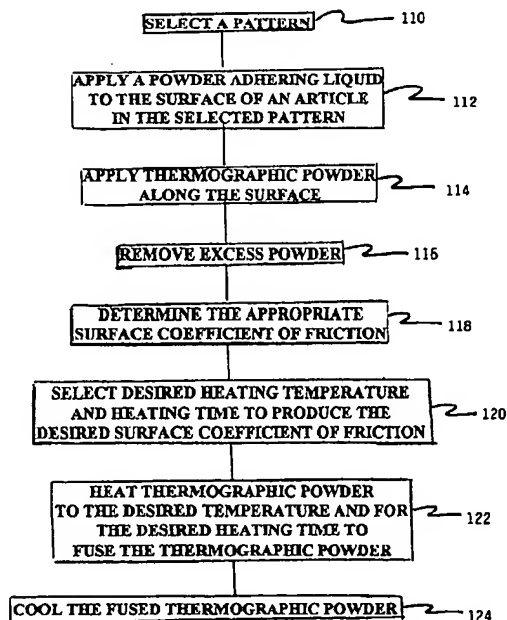 SELECT A PATTERN
110
APPLY A POWDER ADHERING LIQUID
TO THE SURFACE OF AN ARTICLE
IN THE SELECTED PATTERN
112
APPLY THERMOGRAPHIC POWDER
ALONG THE SURFACE
114
REMOVE EXCESS POWDER
116
DETERMINE THE APPROPRIATE
SURFACE COEFFICIENT OF FRICTION
118
SELECT DESIRED HEATING TEMPERATURE
AND HEATING TIME TO PRODUCE THE
DESIRED SURFACE COEFFICIENT OF FRICTION
120
HEAT THERMOGRAPHIC POWDER
TO THE DESIRED TEMPERATURE AND FOR
THE DESIRED HEATING TIME TO
FUSE THE THERMOGRAPHIC POWDER
122
COOL THE FUSED THERMOGRAPHIC POWDER
124